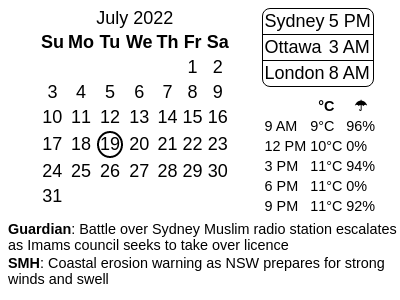 July 2022
Su Mo Tu We Th Fr Sa
1 2
3 4 5 6 7 8 9
10 11 12 13 14 15 16
17 18 19 20 21 22 23
24 25 26 27 28 29 30
31
Sydney 5 PM
Ottawa 3 AM
London 8 AM
°C ☂
9 AM 9°C 96%
12 PM 10°C 0%
3 PM 11°C 94%
6 PM 11°C 0%
9 PM 11°C 92%
Guardian: Battle over Sydney Muslim radio station escalates
as Imams council seeks to take over licence
SMH: Coastal erosion warning as NSW prepares for strong
winds and swell